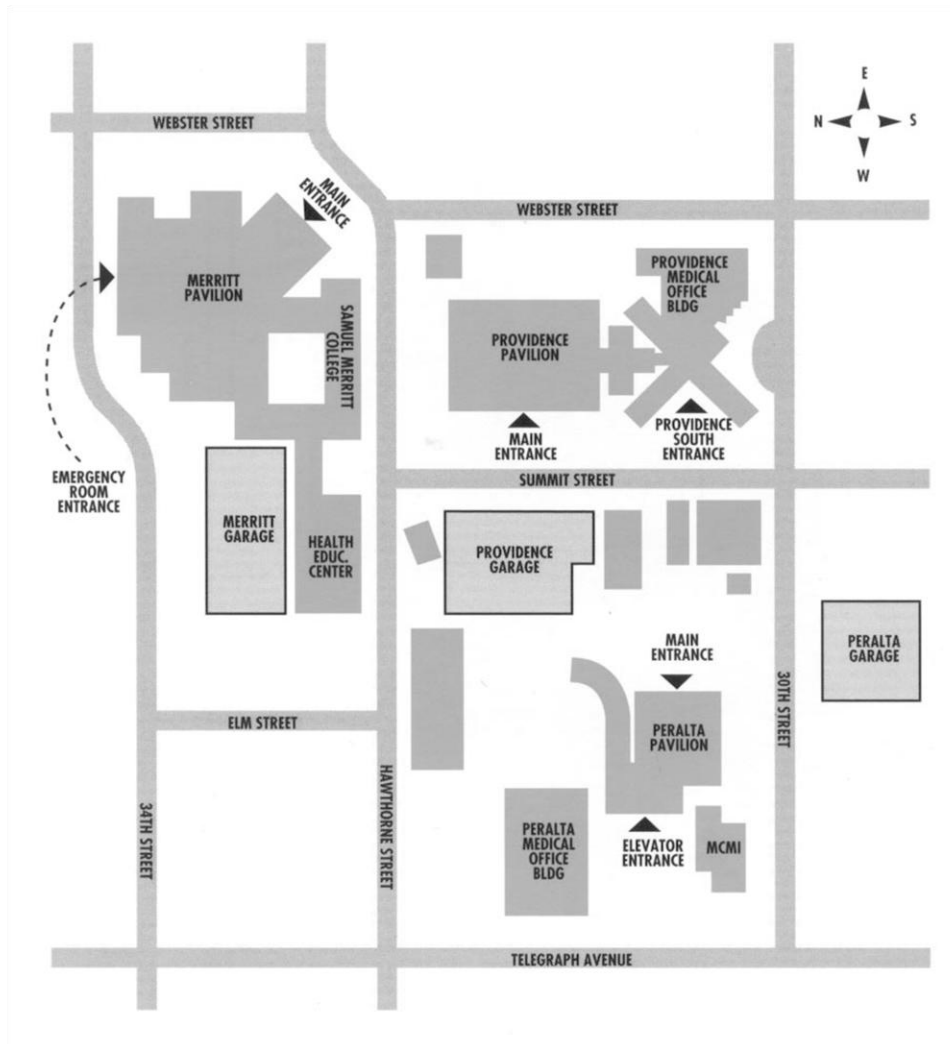 E
N
S
W
WEBSTER STREET
MAIN
ENTRANCE
WEBSTER STREET
MERRITT
PAVILION
PROVIDENCE
MEDICAL
OFFICE
BLDG
SAMUEL MERRITT
COLLEGE
PROVIDENCE
PAVILION
MAIN
ENTRANCE
PROVIDENCE
SOUTH
ENTRANCE
EMERGENCY
ROOM
ENTRANCE
SUMMIT STREET
MERRITT
GARAGE
HEALTH
EDUC.
CENTER
PROVIDENCE
GARAGE
MAIN
ENTRANCE
PERALTA
GARAGE
30TH STREET
ELM STREET
PERALTA
PAVILION
34TH STREET
HAWTHORNE STREET
PERALTA
MEDICAL
OFFICE
BLDG
ELEVATOR
ENTRANCE
MCMI
TELEGRAPH AVENUE